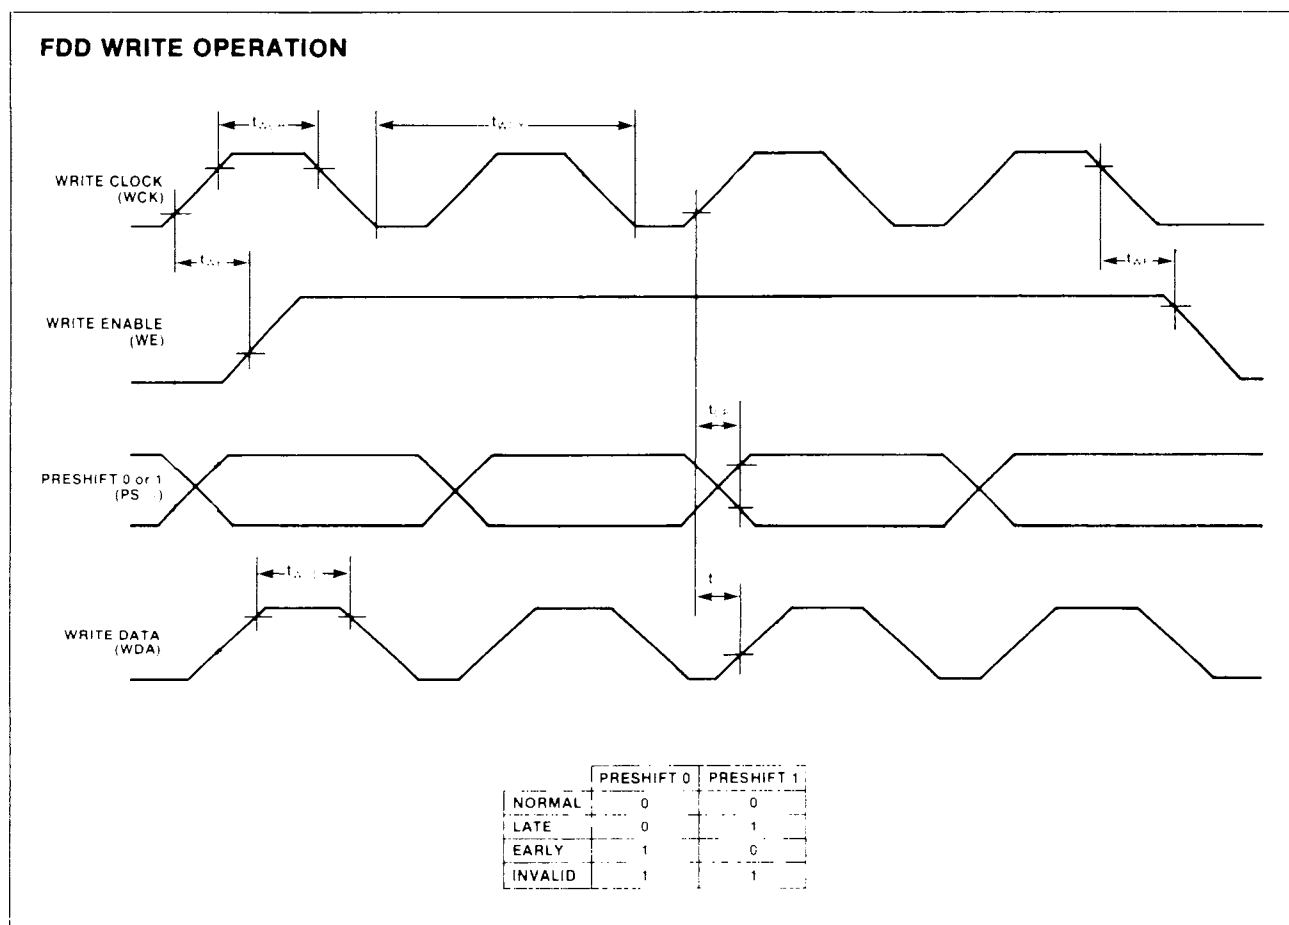 FDD WRITE OPERATION
WRITE CLOCK
(WCK)
WRITE ENABLE
(WE)
PRESHIFT 0 or 1
(PS
WRITE DATA
(WDA)
PRESHIFT 0 PRESHIFT 1
NORMAL 0 0
LATE 0 1
EARLY 1 0
INVALID 1 1